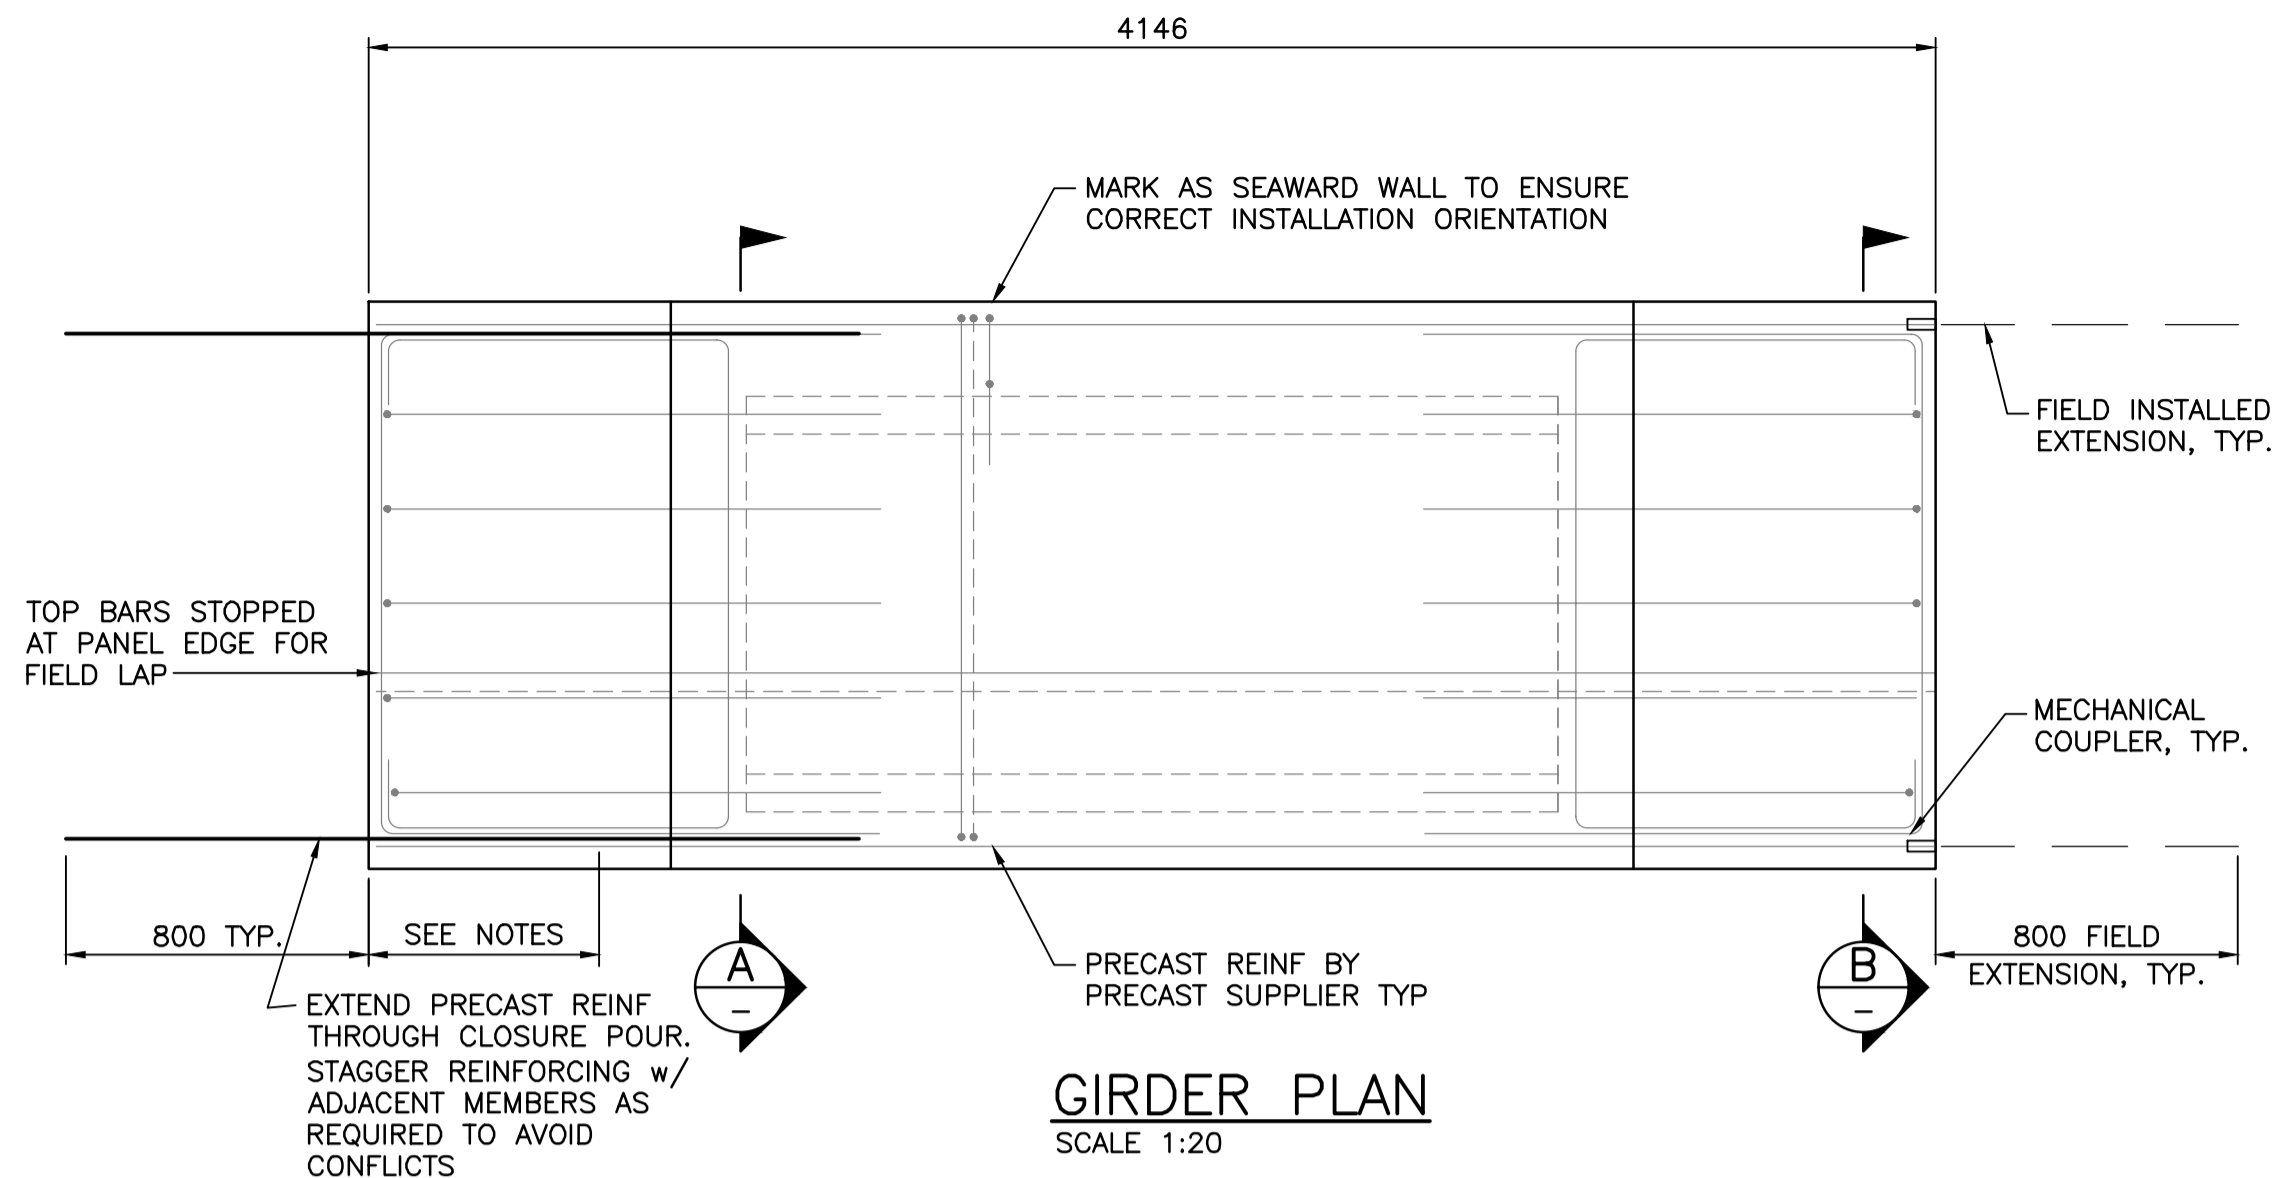 4146
MARK AS SEAWARD WALL TO ENSURE
CORRECT INSTALLATION ORIENTATION
FIELD INSTALLED
EXTENSION, TYP.
TOP BARS STOPPED
AT PANEL EDGE FOR
FIELD LAP
MECHANICAL
COUPLER, TYP.
800 TYP.
SEE NOTES
A
-
PRECAST REINF BY
PRECAST SUPPLIER TYP
B
-
800 FIELD
EXTENSION, TYP.
EXTEND PRECAST REINF
THROUGH CLOSURE POUR.
STAGGER REINFORCING w/
ADJACENT MEMBERS AS
REQUIRED TO AVOID
CONFLICTS
GIRDER PLAN
SCALE 1:20